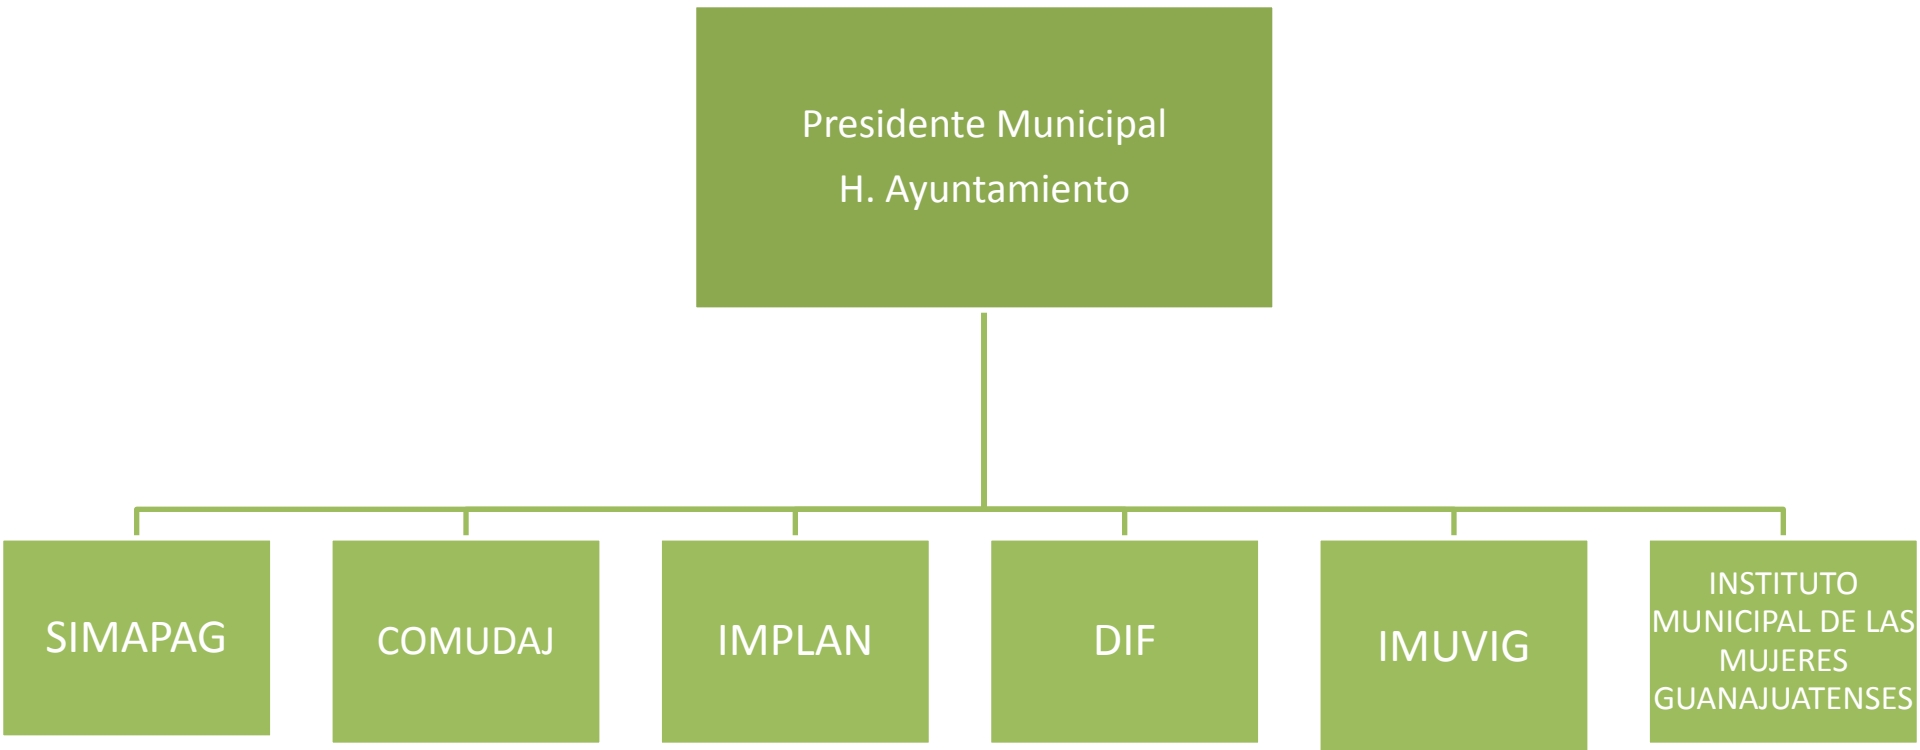 Presidente Municipal
H. Ayuntamiento
SIMAPAG
COMUDAJ
IMPLAN
DIF
IMUVIG
INSTITUTO
MUNICIPAL DE LAS
MUJERES
GUANAJUATENSES